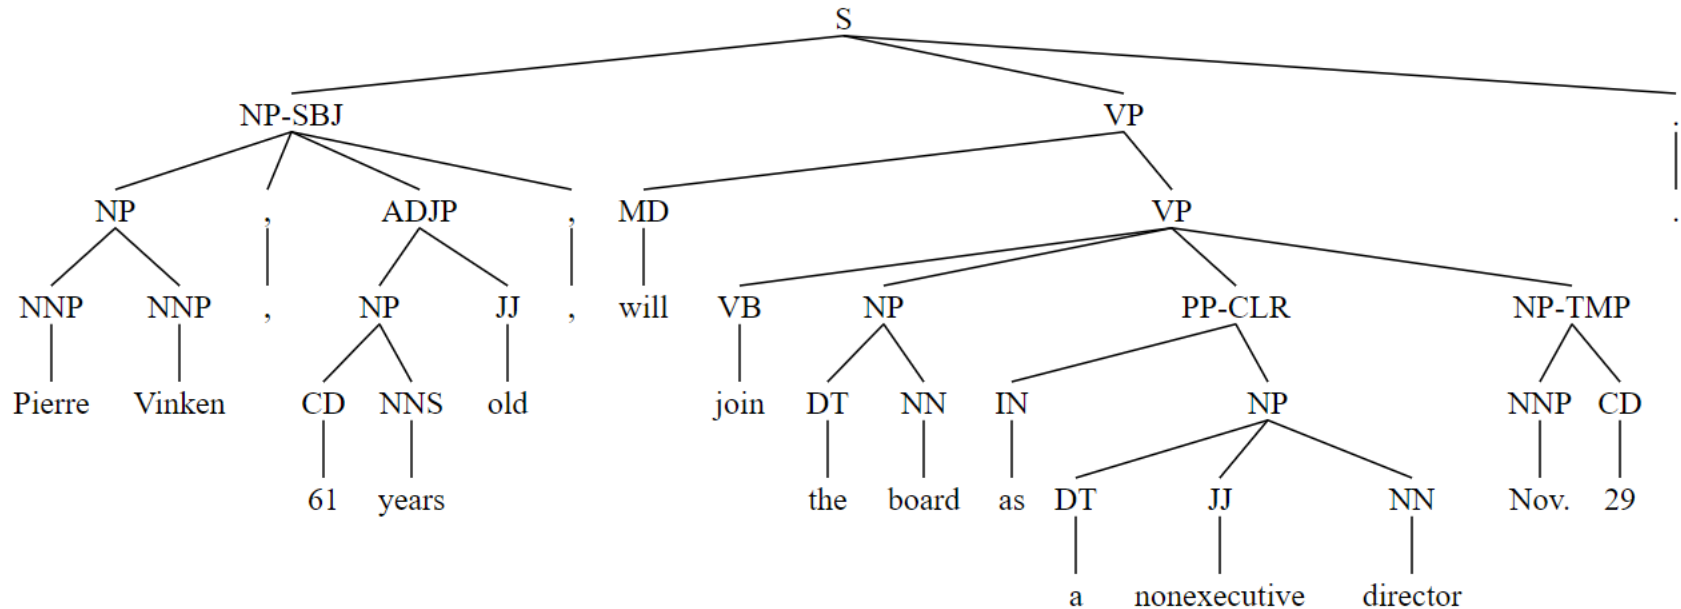 S
NP-SBJ VP .
NP , ADJP , MD VP .
NNP NNP , NP JJ , will VB NP PP-CLR NP-TMP
Pierre Vinken CD NNS old join DT NN IN NP NNP CD
61 years the board as DT JJ NN Nov. 29
a nonexecutive director